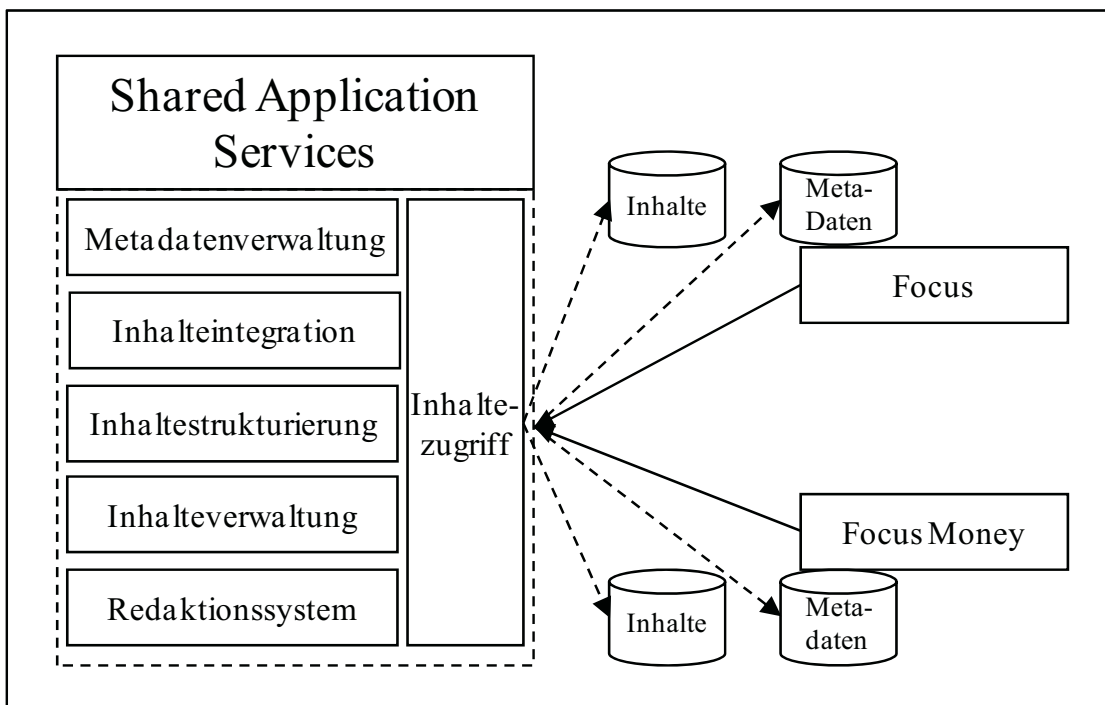 Shared Application
Services
Metadatenverwaltung
Inhalteintegration
Inhaltestrukturierung
Inhalteverwaltung
Redaktionssystem
Inhalte-
zugriff
Inhalte
Meta-
Daten
Focus
Focus Money
Inhalte
Meta-
daten